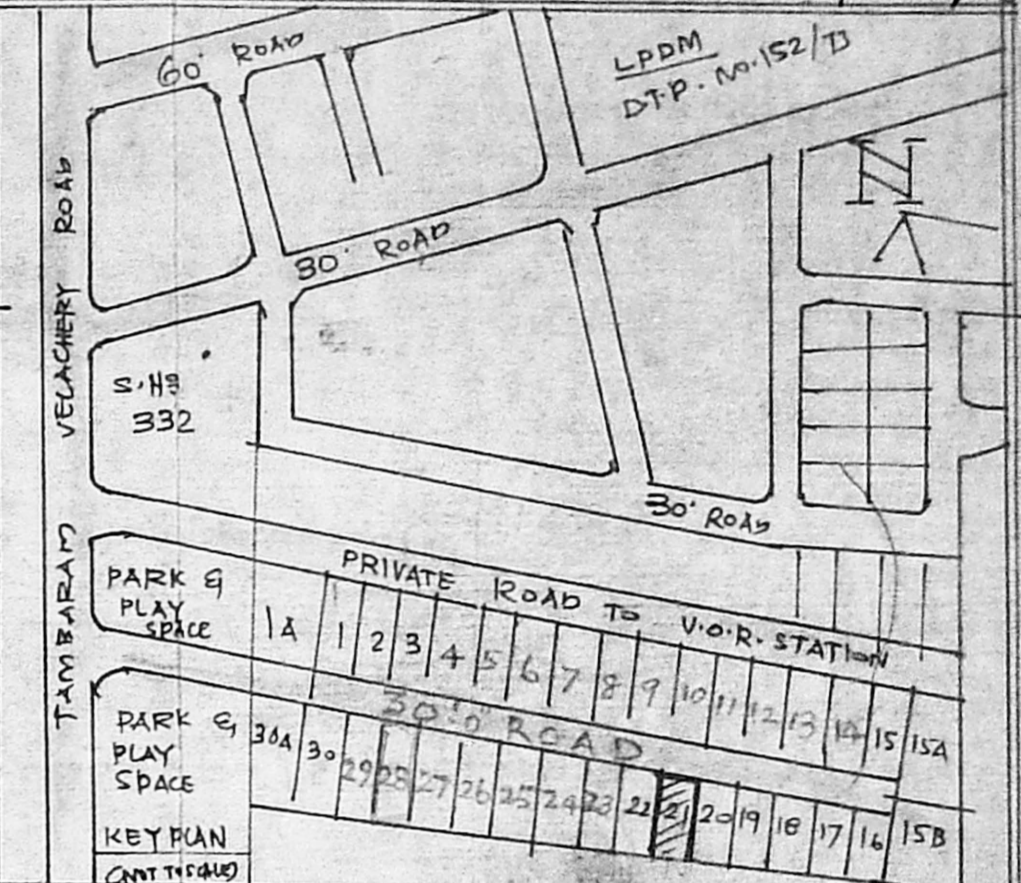 60' ROAD
LPDM
D.T.P. No. 152/73
N
30' ROAD
TAMBARAM VELACHERY ROAD
S.No
332
30' ROAD
PRIVATE ROAD TO V.O.R. STATION
PARK &
PLAY
SPACE
1A 1 2 3 4 5 6 7 8 9 10 11 12 13 14 15 15A
30'-0" ROAD
PARK &
PLAY
SPACE
30A 30 29 28 27 26 25 24 23 22 21 20 19 18 17 16 15B
KEY PLAN
(NOT TO SCALE)